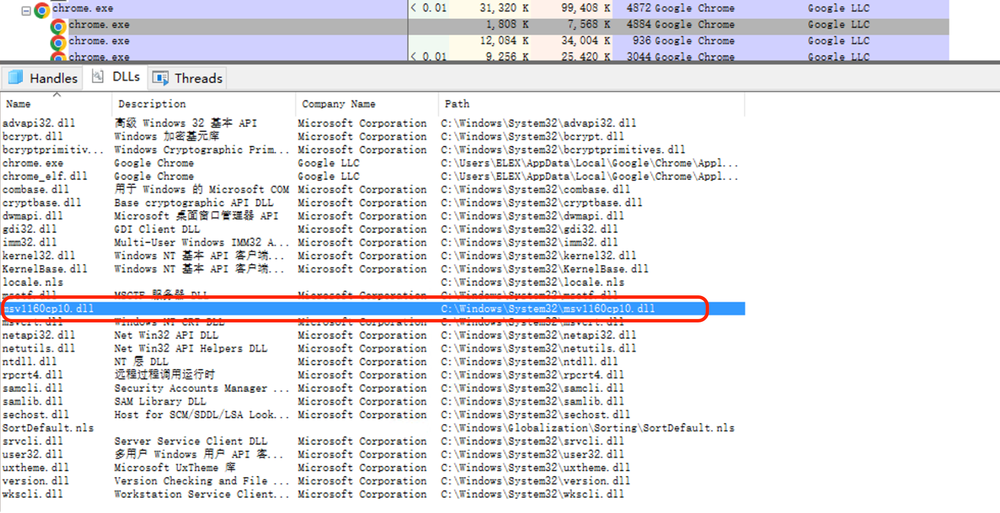 chrome.exe < 0.01 31,320 K 99,408 K 4872 Google Chrome Google LLC
chrome.exe 1,808 K 7,568 K 4884 Google Chrome Google LLC
chrome.exe 12,084 K 34,004 K 936 Google Chrome Google LLC
chrome.exe < 0.01 9,256 K 25,420 K 3044 Google Chrome Google LLC
Handles DLLs Threads
Name Description Company Name Path
advapi32.dll 高级 Windows 32 基本 API Microsoft Corporation C:\Windows\System32\advapi32.dll
bcrypt.dll Windows 加密基元库 Microsoft Corporation C:\Windows\System32\bcrypt.dll
bcryptprimitiv... Windows Cryptographic Prim... Microsoft Corporation C:\Windows\System32\bcryptprimitives.dll
chrome.exe Google Chrome Google LLC C:\Users\ELEX\AppData\Local\Google\Chrome\Appl...
chrome_elf.dll Google Chrome Google LLC C:\Users\ELEX\AppData\Local\Google\Chrome\Appl...
combase.dll 用于 Windows 的 Microsoft COM Microsoft Corporation C:\Windows\System32\combase.dll
cryptbase.dll Base cryptographic API DLL Microsoft Corporation C:\Windows\System32\cryptbase.dll
dwmapi.dll Microsoft 桌面窗口管理器 API Microsoft Corporation C:\Windows\System32\dwmapi.dll
gdi32.dll GDI Client DLL Microsoft Corporation C:\Windows\System32\gdi32.dll
imm32.dll Multi-User Windows IMM32 A... Microsoft Corporation C:\Windows\System32\imm32.dll
kernel32.dll Windows NT 基本 API 客户端... Microsoft Corporation C:\Windows\System32\kernel32.dll
KernelBase.dll Windows NT 基本 API 客户端... Microsoft Corporation C:\Windows\System32\KernelBase.dll
locale.nls C:\Windows\System32\locale.nls
msctf.dll MSCTF 服务器 DLL Microsoft Corporation C:\Windows\System32\msctf.dll
msv1160cp10.dll C:\Windows\System32\msv1160cp10.dll
msvcrt.dll Windows NT CRT DLL Microsoft Corporation C:\Windows\System32\msvcrt.dll
netapi32.dll Net Win32 API DLL Microsoft Corporation C:\Windows\System32\netapi32.dll
netutils.dll Net Win32 API Helpers DLL Microsoft Corporation C:\Windows\System32\netutils.dll
ntdll.dll NT 层 DLL Microsoft Corporation C:\Windows\System32\ntdll.dll
rpcrt4.dll 远程过程调用运行时 Microsoft Corporation C:\Windows\System32\rpcrt4.dll
samcli.dll Security Accounts Manager ... Microsoft Corporation C:\Windows\System32\samcli.dll
samlib.dll SAM Library DLL Microsoft Corporation C:\Windows\System32\samlib.dll
sechost.dll Host for SCM/SDDL/LSA Look... Microsoft Corporation C:\Windows\System32\sechost.dll
SortDefault.nls C:\Windows\Globalization\Sorting\SortDefault.nls
srvcli.dll Server Service Client DLL Microsoft Corporation C:\Windows\System32\srvcli.dll
user32.dll 多用户 Windows 用户 API 客... Microsoft Corporation C:\Windows\System32\user32.dll
uxtheme.dll Microsoft UxTheme 库 Microsoft Corporation C:\Windows\System32\uxtheme.dll
version.dll Version Checking and File ... Microsoft Corporation C:\Windows\System32\version.dll
wkscli.dll Workstation Service Client... Microsoft Corporation C:\Windows\System32\wkscli.dll